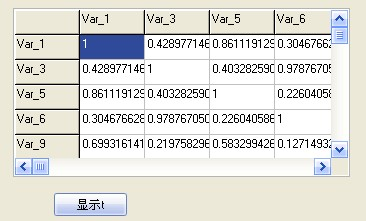 Var_1 Var_3 Var_5 Var_6
Var_1 1 0.428977146 0.861119129 0.30467662
Var_3 0.428977146 1 0.403282590 0.97876705
Var_5 0.861119129 0.403282590 1 0.22604058
Var_6 0.304676628 0.978767050 0.226040586 1
Var_9 0.699316141 0.219758296 0.583299426 0.12714932
显示t